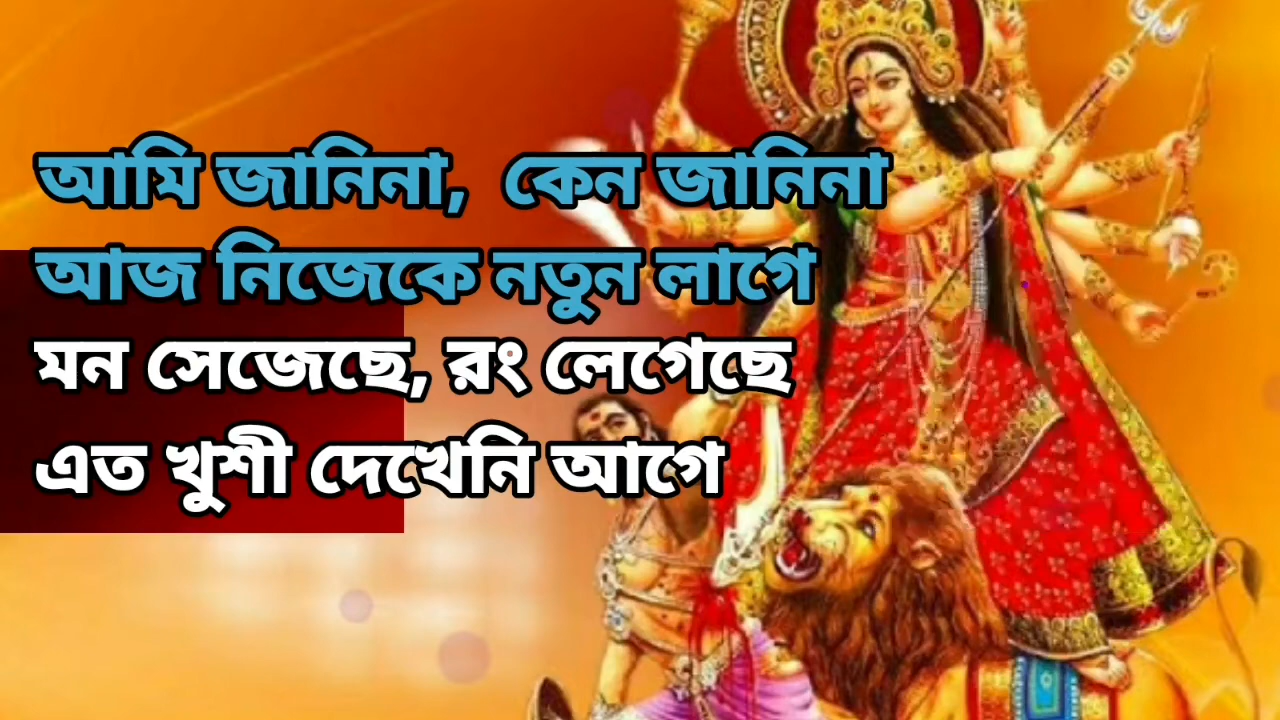 আমি জানিনা, কেন জানিনা
আজ নিজেকে নতুন লাগে
মন সেজেছে, রং লেগেছে
এত খুশী দেখেনি আগে